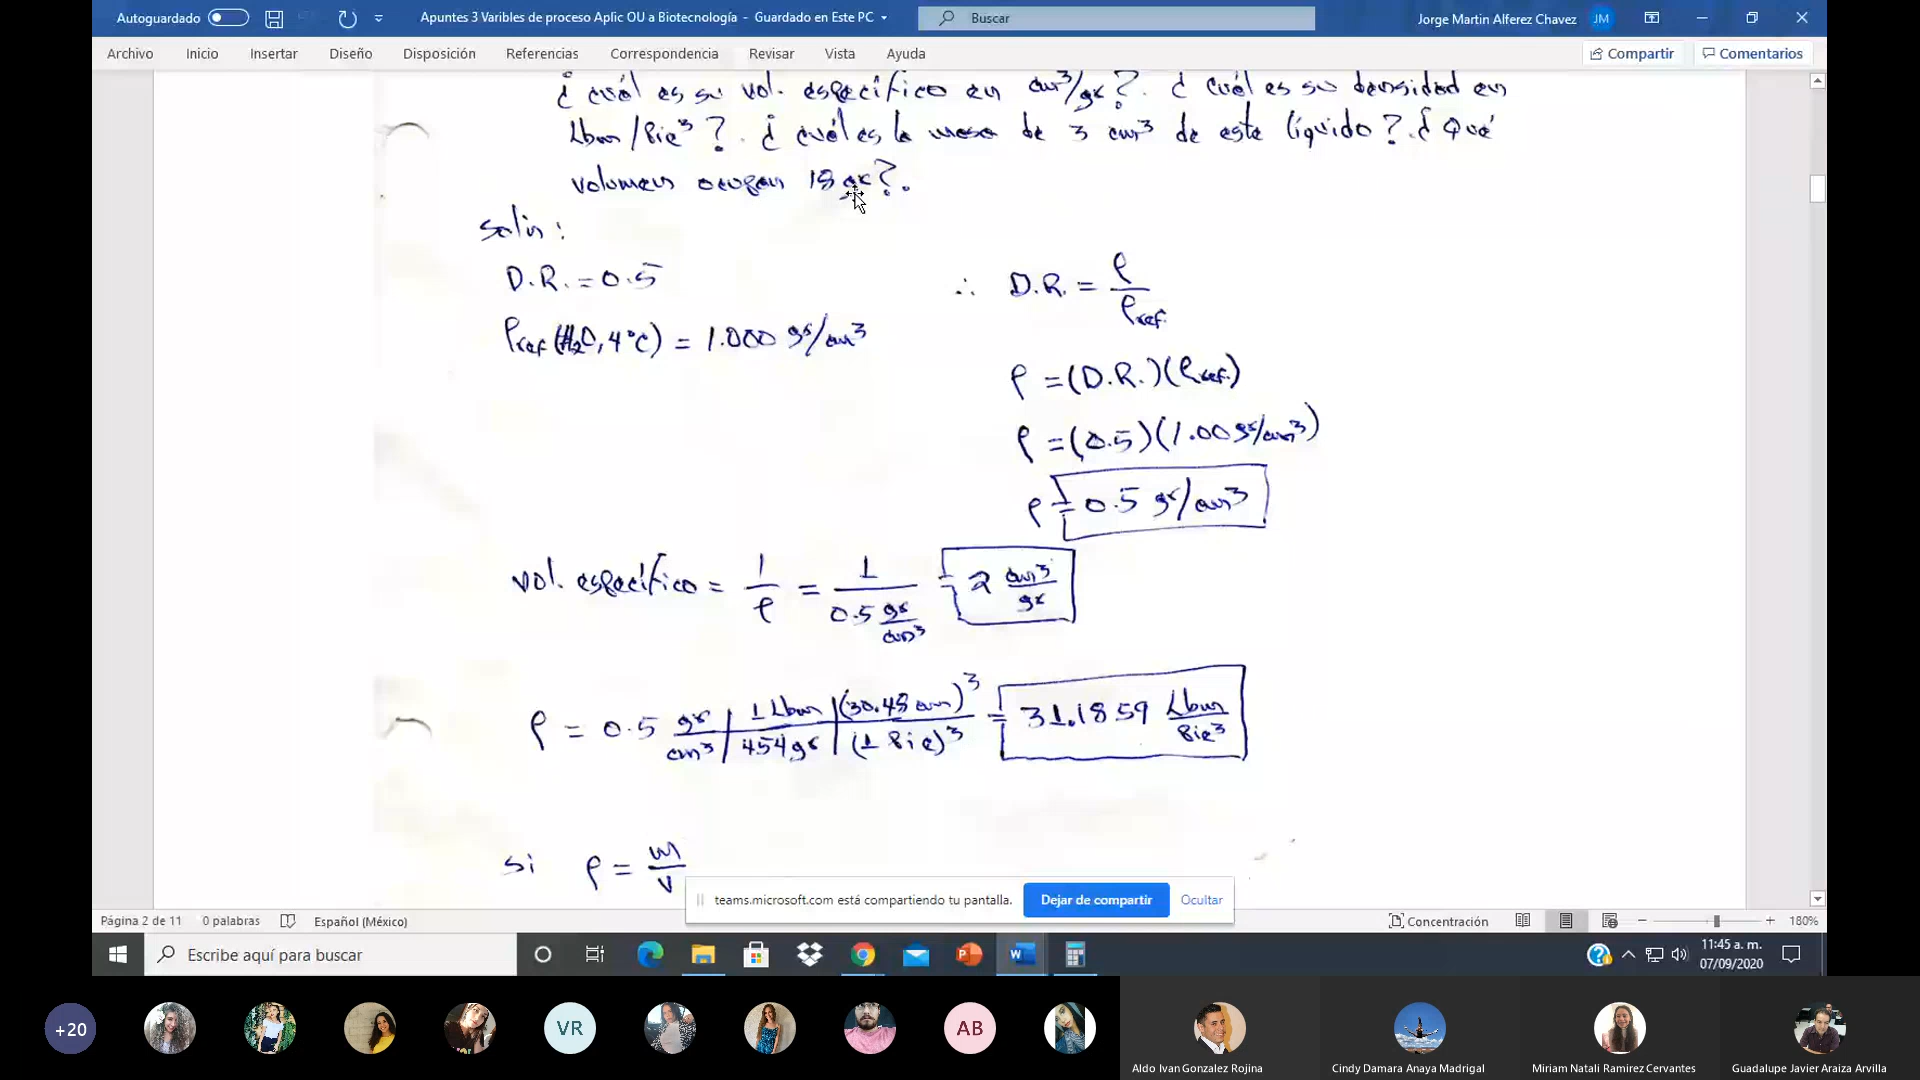 Autoguardado
Apuntes 3 Varibles de proceso Aplic OU a Biotecnología - Guardado en Este PC
Buscar
Jorge Martin Alferez Chavez JM
Archivo Inicio Insertar Diseño Disposición Referencias Correspondencia Revisar Vista Ayuda
Compartir Comentarios
¿ cuál es su vol. específico en cm³/gr?. ¿ Cuál es su densidad en
Lbm/Pie³?. ¿ cuál es la masa de 3 cm³ de este líquido?. ¿ Qué
volumen ocupan 18 gr?.
Soln:
D.R. = 0.5
∴ D.R. = ρ/ρref.
ρref (H₂O, 4°C) = 1.000 gr/cm³
ρ = (D.R.)(ρref.)
ρ = (0.5)(1.00 gr/cm³)
ρ = 0.5 gr/cm³
vol. específico = 1/ρ = 1/0.5 gr/cm³ = 2 cm³/gr
ρ = 0.5 gr/cm³ | 1 Lbm/454 gr | (30.48 cm)³/(1 Pie)³ = 31.1859 Lbm/Pie³
si ρ = m/v
teams.microsoft.com está compartiendo tu pantalla. Dejar de compartir Ocultar
Página 2 de 11 0 palabras Español (México)
Concentración 180%
Escribe aquí para buscar
11:45 a. m.
07/09/2020
+20 VR AB
Aldo Ivan Gonzalez Rojina Cindy Damara Anaya Madrigal Miriam Natali Ramirez Cervantes Guadalupe Javier Araiza Arvilla